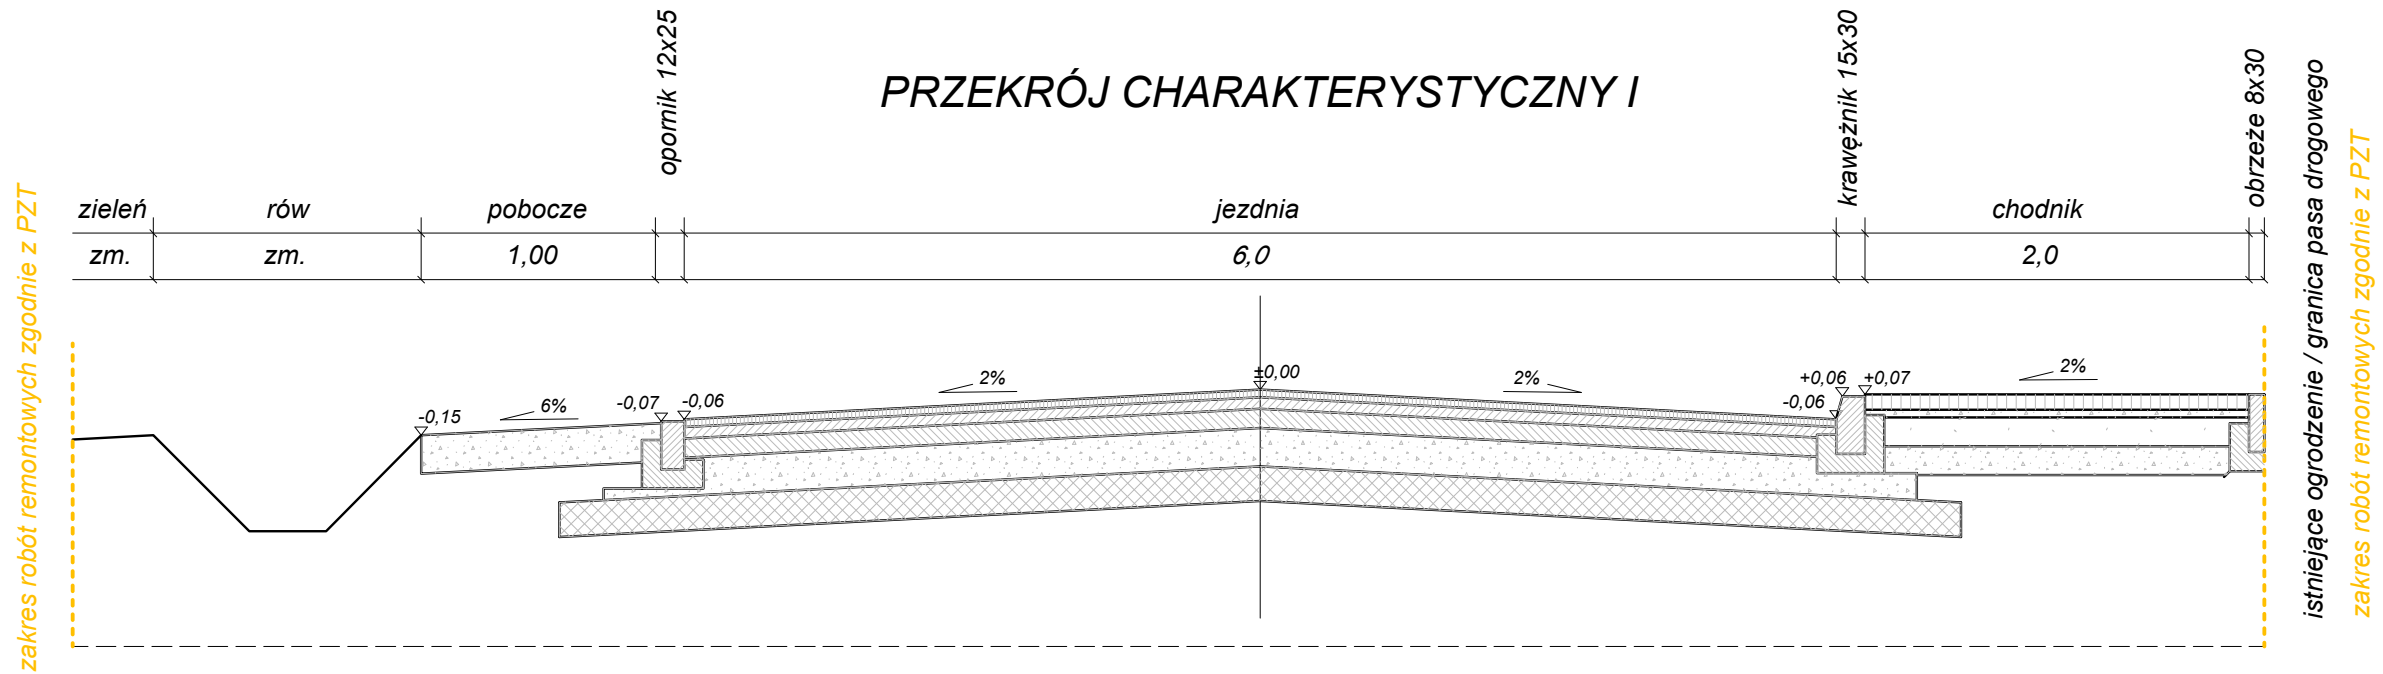 PRZEKRÓJ CHARAKTERYSTYCZNY I
zakres robót remontowych zgodnie z PZT
opornik 12x25
krawężnik 15x30
obrzeże 8x30
istniejące ogrodzenie / granica pasa drogowego
zakres robót remontowych zgodnie z PZT
zieleń rów pobocze jezdnia chodnik
zm. zm. 1,00 6,0 2,0
-0,15 6% -0,07 -0,06 2% ±0,00 2% +0,06 +0,07 2%
-0,06